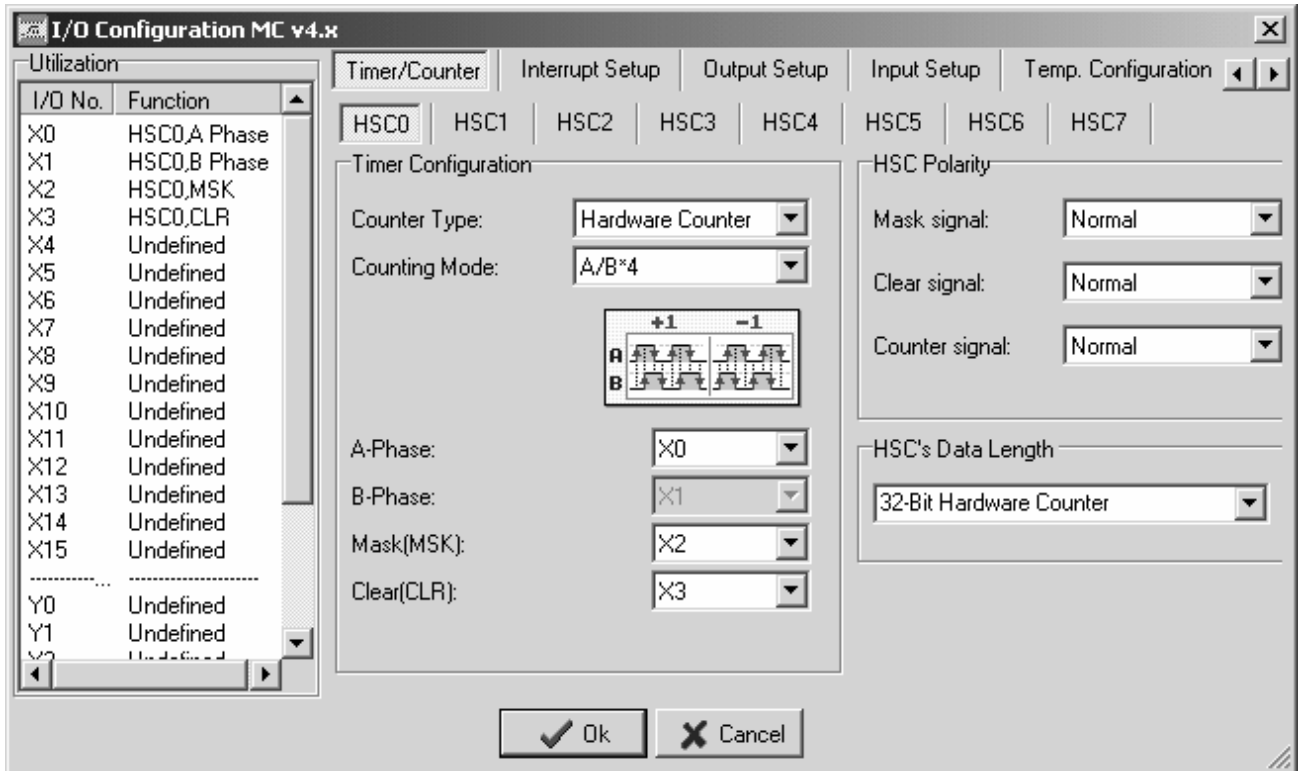 I/O Configuration MC v4.x
Utilization
I/O No. Function
X0 HSC0,A Phase
X1 HSC0,B Phase
X2 HSC0,MSK
X3 HSC0,CLR
X4 Undefined
X5 Undefined
X6 Undefined
X7 Undefined
X8 Undefined
X9 Undefined
X10 Undefined
X11 Undefined
X12 Undefined
X13 Undefined
X14 Undefined
X15 Undefined
-----------... ----------------------
Y0 Undefined
Y1 Undefined
Timer/Counter Interrupt Setup Output Setup Input Setup Temp. Configuration
HSC0 HSC1 HSC2 HSC3 HSC4 HSC5 HSC6 HSC7
Timer Configuration
Counter Type: Hardware Counter
Counting Mode: A/B*4
+1 -1
A
B
A-Phase: X0
B-Phase: X1
Mask(MSK): X2
Clear(CLR): X3
HSC Polarity
Mask signal: Normal
Clear signal: Normal
Counter signal: Normal
HSC's Data Length
32-Bit Hardware Counter
Ok Cancel